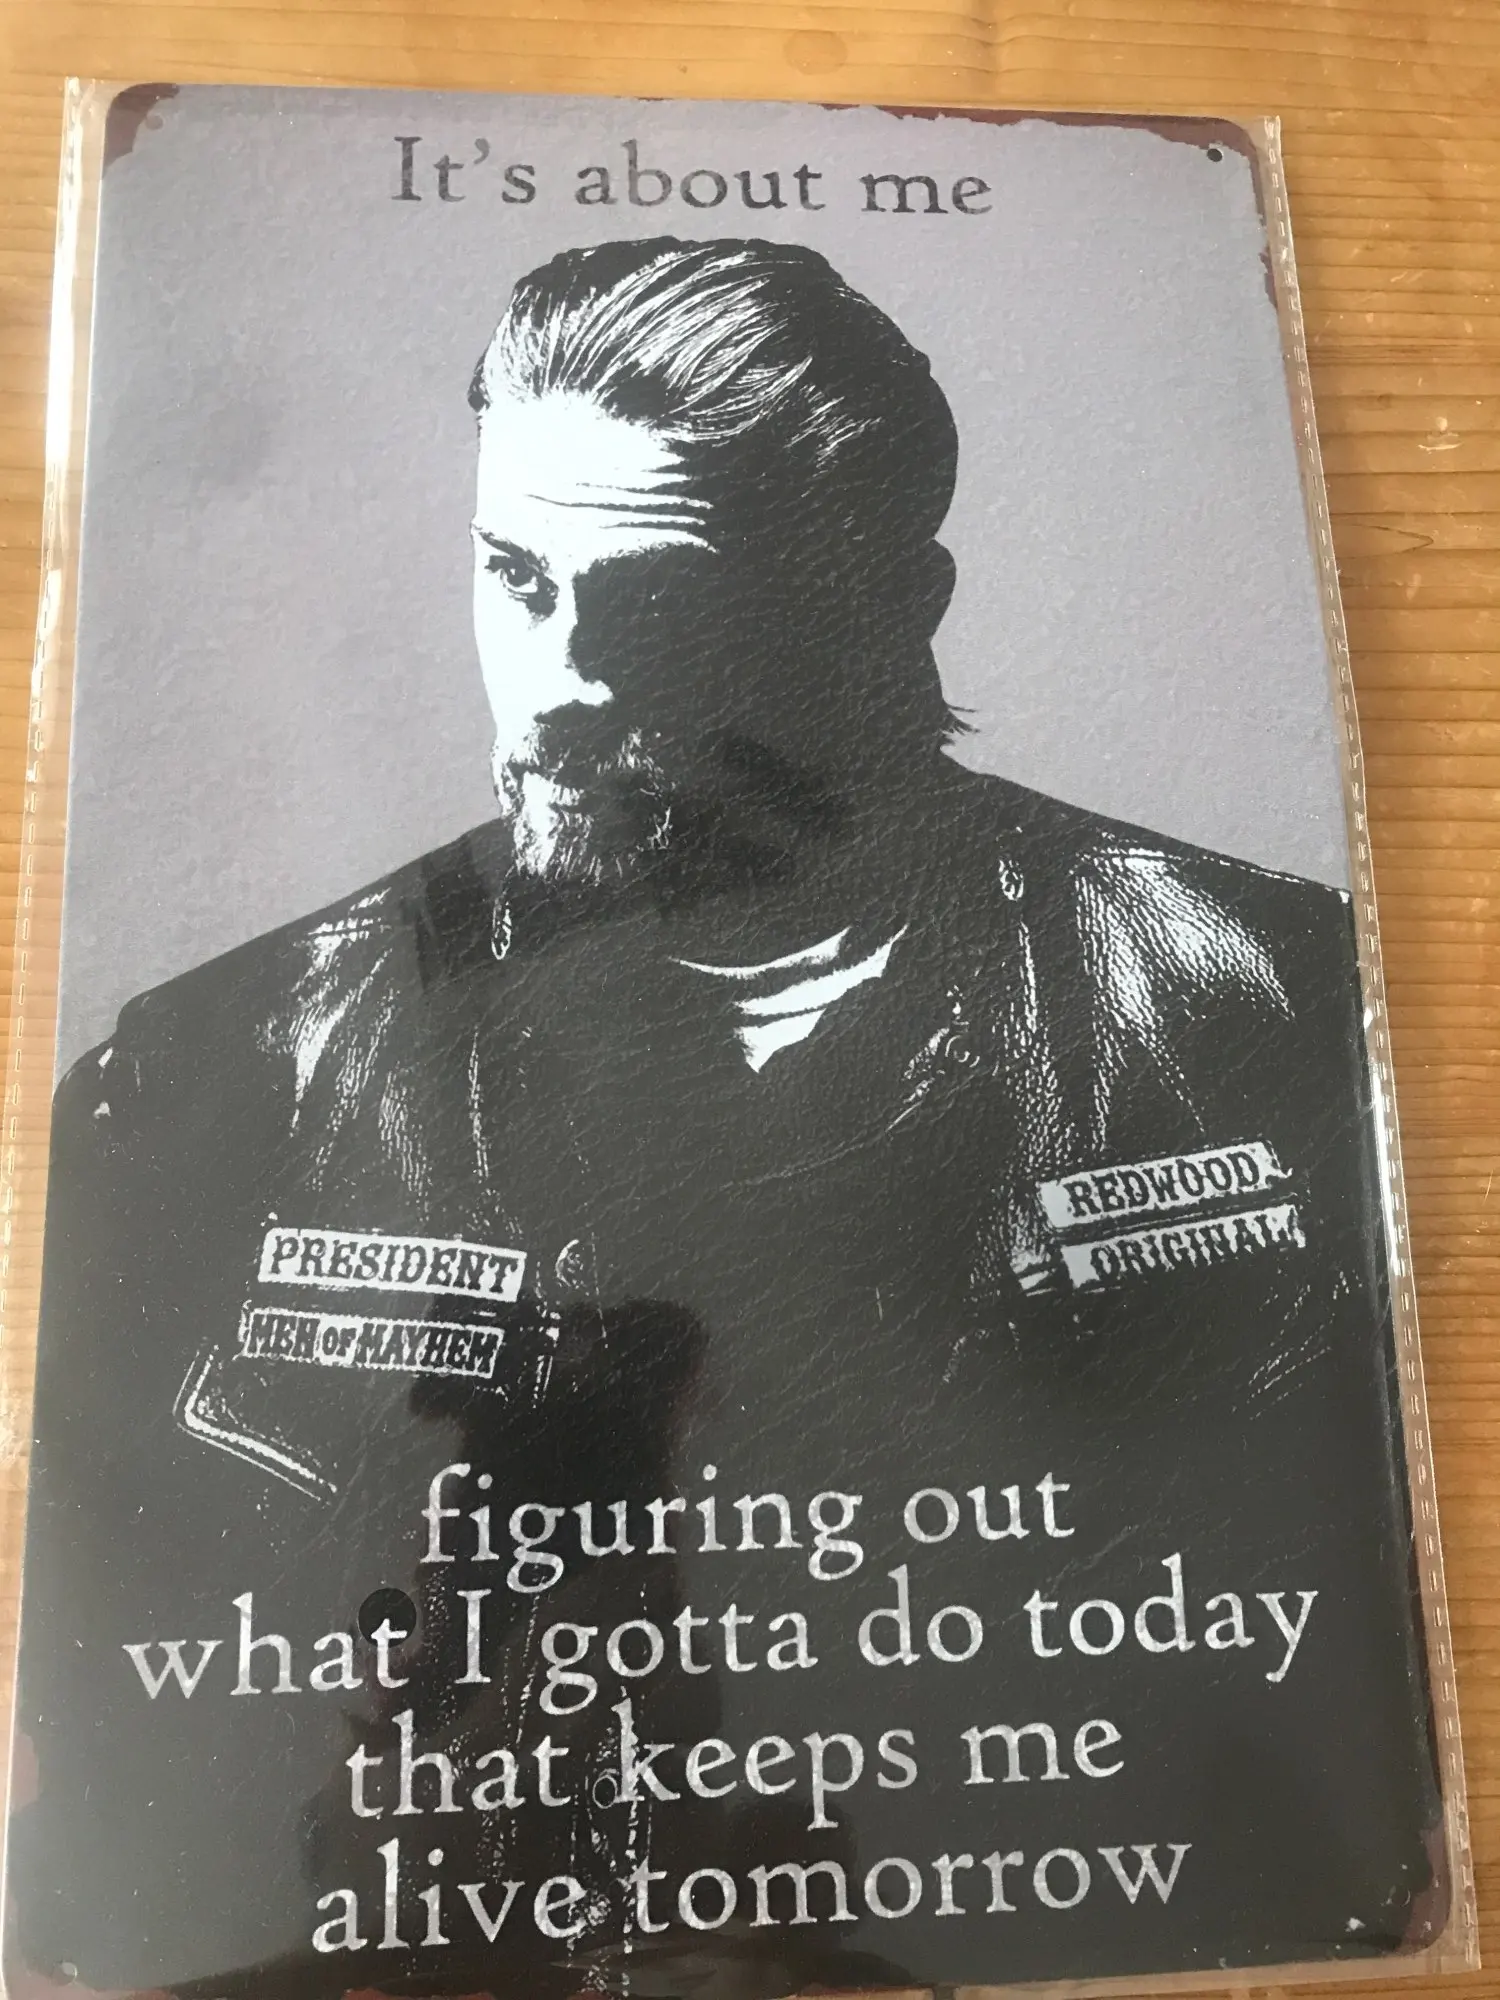 It's about me
REDWOOD
ORIGINAL
PRESIDENT
MEN OF MAYHEM
figuring out
what I gotta do today
that keeps me
alive tomorrow